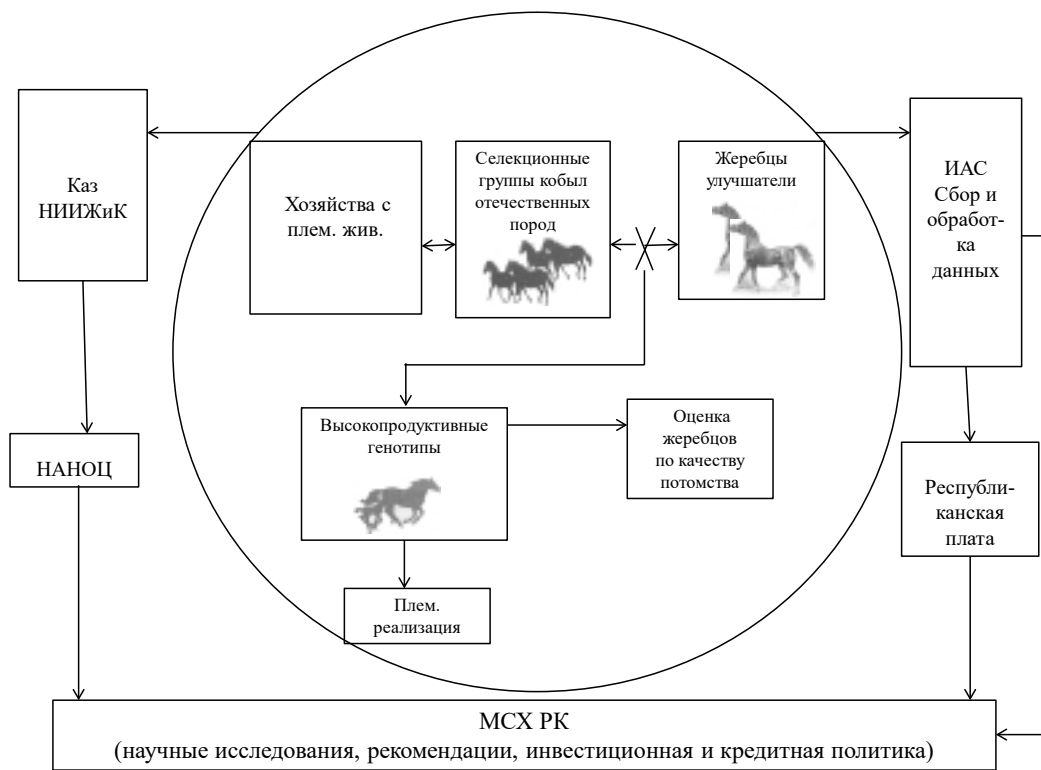 Каз
НИИЖиК
Хозяйства с
плем. жив.
Селекционные
группы кобыл
отечественных
пород
Жеребцы
улучшатели
ИАС
Сбор и
обработ-
ка
данных
Высокопродуктивные
генотипы
Оценка
жеребцов
по качеству
потомства
НАНОЦ
Республи-
канская
плата
Плем.
реализация
МСХ РК
(научные исследования, рекомендации, инвестиционная и кредитная политика)